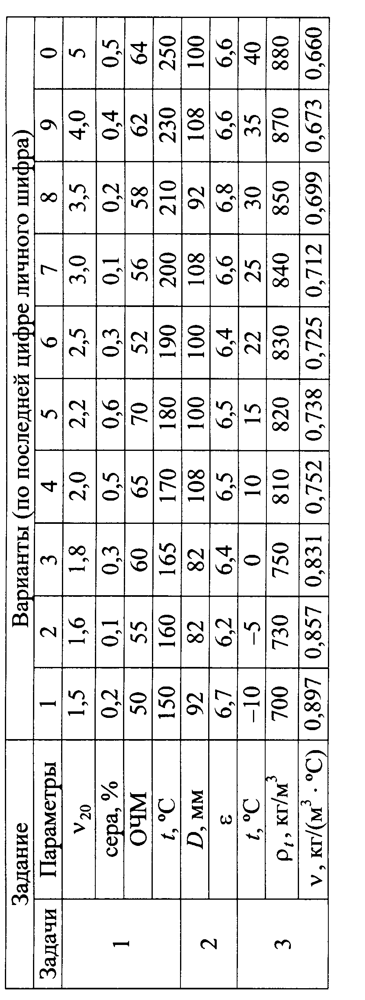 Задание Варианты (по последней цифре личного шифра)
Задачи Параметры 1 2 3 4 5 6 7 8 9 0
1 ν20 1,5 1,6 1,8 2,0 2,2 2,5 3,0 3,5 4,0 5
сера, % 0,2 0,1 0,3 0,5 0,6 0,3 0,1 0,2 0,4 0,5
ОЧМ 50 55 60 65 70 52 56 58 62 64
t, ºC 150 160 165 170 180 190 200 210 230 250
2 D, мм 92 82 82 108 100 100 108 92 108 100
ε 6,7 6,2 6,4 6,5 6,5 6,4 6,6 6,8 6,6 6,6
3 t, ºC –10 –5 0 10 15 22 25 30 35 40
ρt, кг/м³ 700 730 750 810 820 830 840 850 870 880
ν, кг/(м³ · ºC) 0,897 0,857 0,831 0,752 0,738 0,725 0,712 0,699 0,673 0,660